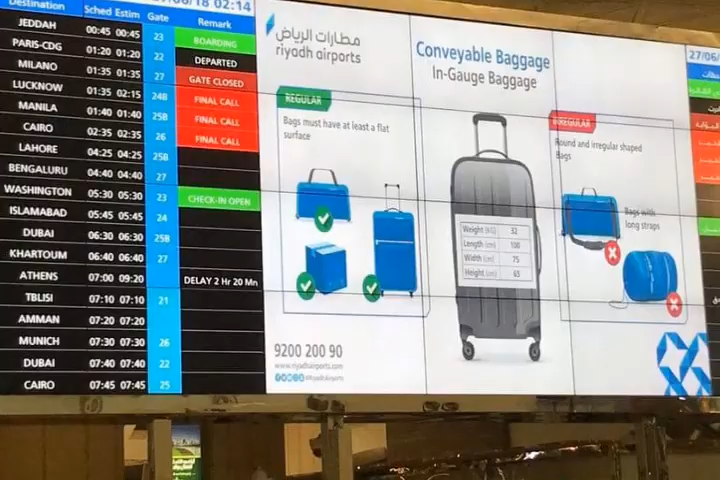 Destination Sched Estim Gate Remark
/06/18 02:14
JEDDAH 00:45 00:45 23 BOARDING
PARIS-CDG 01:20 01:20 22 DEPARTED
MILANO 01:35 01:35 27 GATE CLOSED
LUCKNOW 01:35 02:15 24B FINAL CALL
MANILA 01:40 01:40 25B FINAL CALL
CAIRO 02:35 02:35 26 FINAL CALL
LAHORE 04:25 04:25 25B
BENGALURU 04:40 04:40 27
WASHINGTON 05:30 05:30 23 CHECK-IN OPEN
ISLAMABAD 05:45 05:45 24
DUBAI 06:30 06:30 25B
KHARTOUM 06:40 06:40 27
ATHENS 07:00 09:20 DELAY 2 Hr 20 Mn
TBLISI 07:10 07:10 21
AMMAN 07:20 07:20
MUNICH 07:30 07:30 26
DUBAI 07:40 07:40 22
CAIRO 07:45 07:45 25
مطارات الرياض
riyadh airports
Conveyable Baggage
In-Gauge Baggage
REGULAR
Bags must have at least a flat
surface
Weight (KG) 32
Length (cm) 100
Width (cm) 75
Height (cm) 65
IRREGULAR
Round and irregular shaped
Bags
Bags with
long straps
9200 200 90
www.riyadhairports.com
@riyadhairports
27/06/